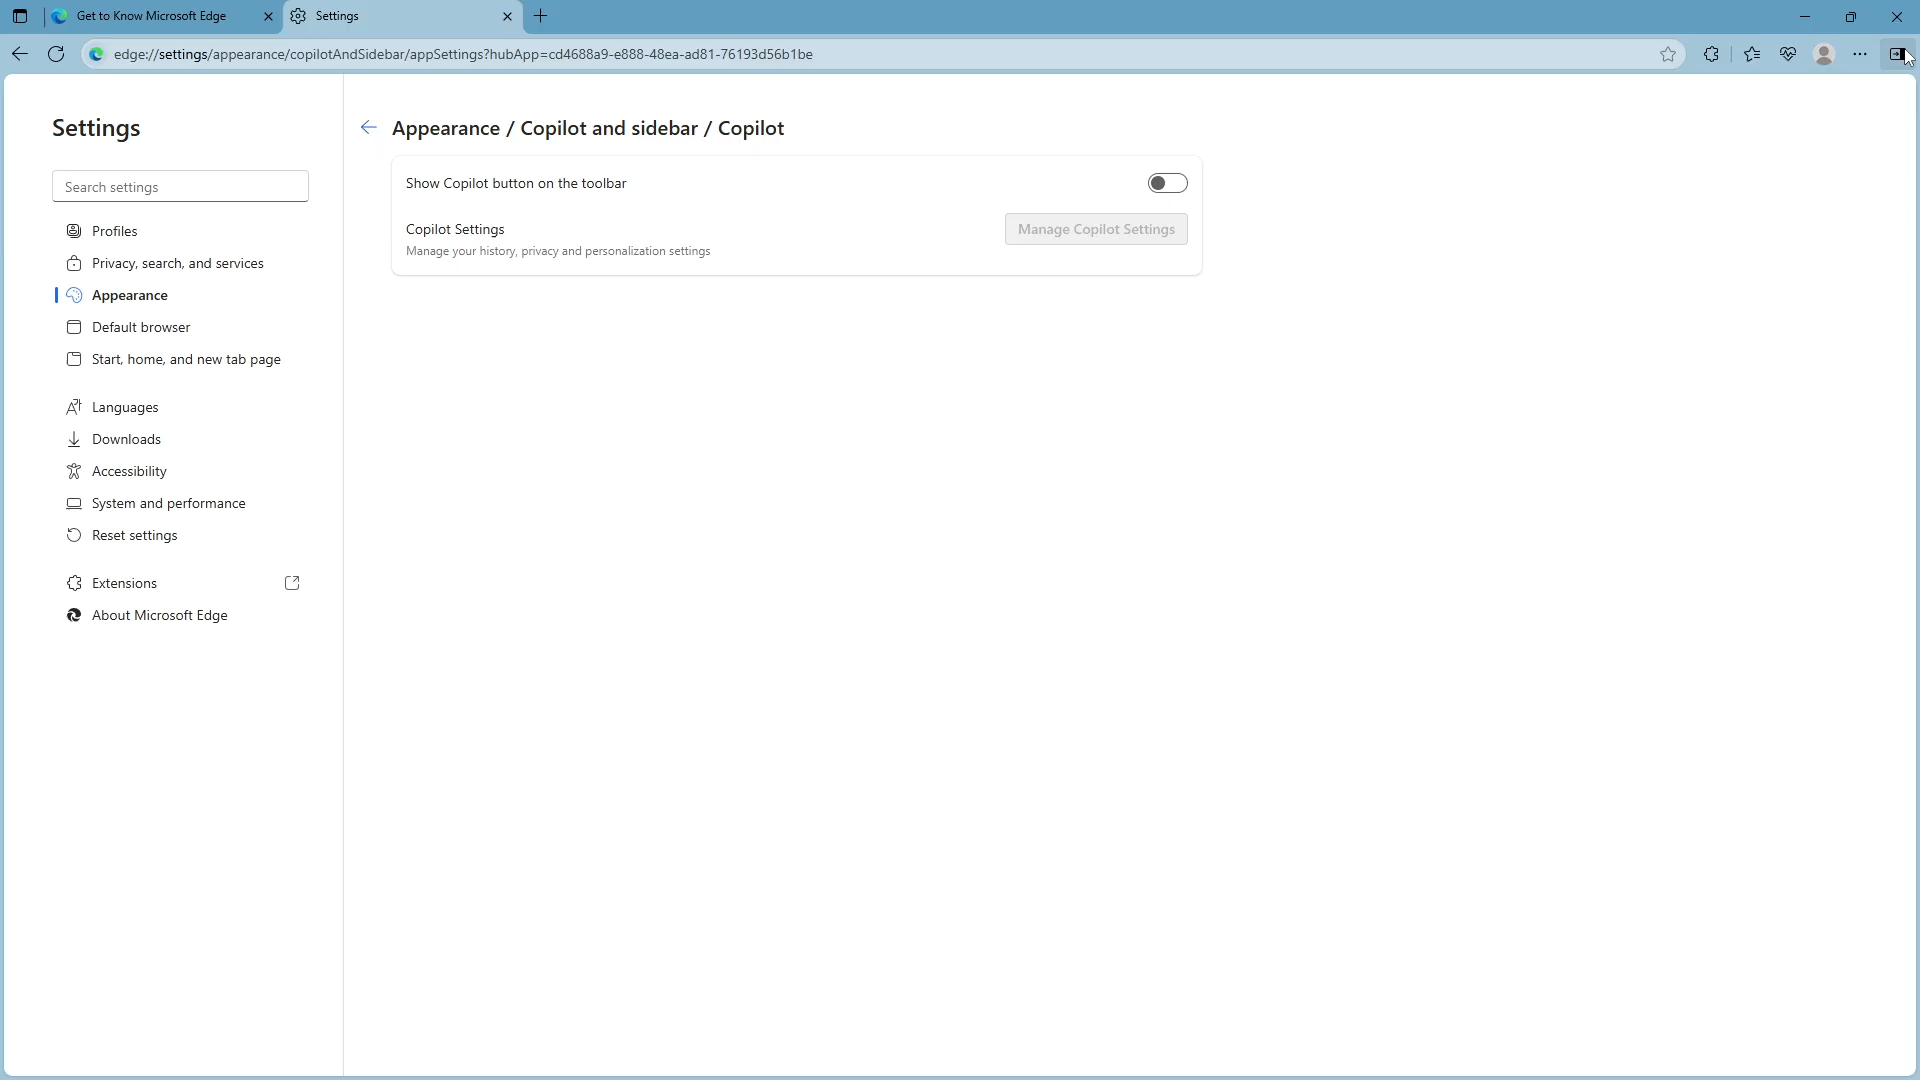 Get to Know Microsoft Edge
Settings
edge://settings/appearance/copilotAndSidebar/appSettings?hubApp=cd4688a9-e888-48ea-ad81-76193d56b1be
Settings
Search settings
Profiles
Privacy, search, and services
Appearance
Default browser
Start, home, and new tab page
Languages
Downloads
Accessibility
System and performance
Reset settings
Extensions
About Microsoft Edge
Appearance / Copilot and sidebar / Copilot
Show Copilot button on the toolbar
Copilot Settings
Manage your history, privacy and personalization settings
Manage Copilot Settings